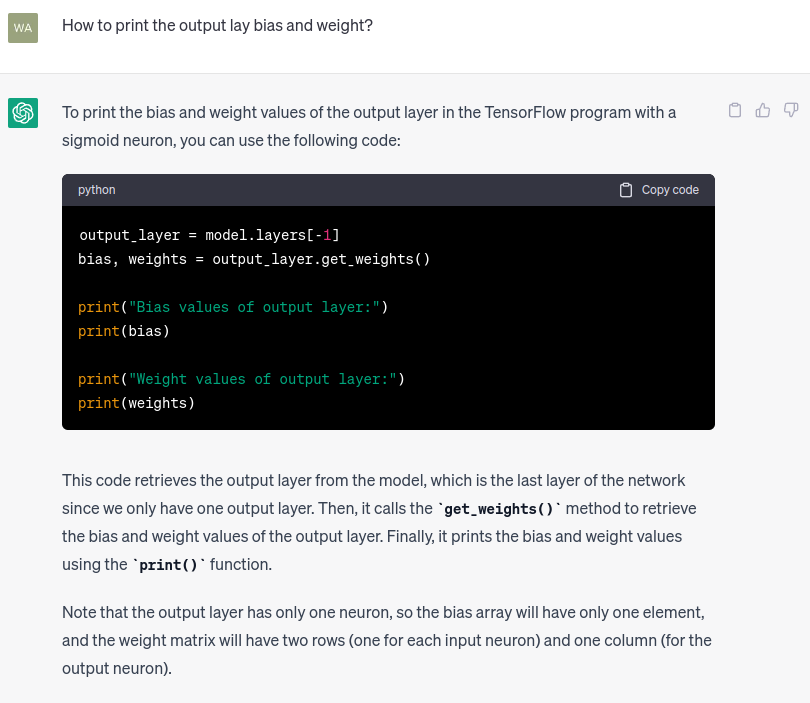 WA
How to print the output lay bias and weight?
To print the bias and weight values of the output layer in the TensorFlow program with a
sigmoid neuron, you can use the following code:
python
Copy code
output_layer = model.layers[-1]
bias, weights = output_layer.get_weights()
print("Bias values of output layer:")
print(bias)
print("Weight values of output layer:")
print(weights)
This code retrieves the output layer from the model, which is the last layer of the network
since we only have one output layer. Then, it calls the `get_weights()` method to retrieve
the bias and weight values of the output layer. Finally, it prints the bias and weight values
using the `print()` function.
Note that the output layer has only one neuron, so the bias array will have only one element,
and the weight matrix will have two rows (one for each input neuron) and one column (for the
output neuron).